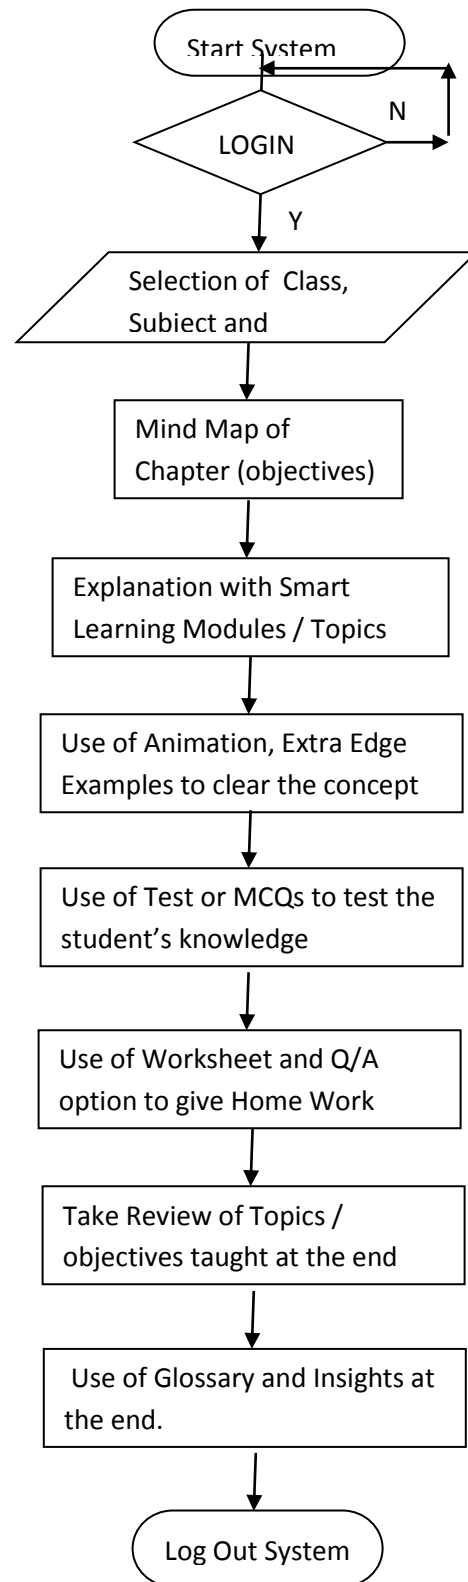 Start System
N
LOGIN
Y
Selection of Class,
Subject and
Mind Map of
Chapter (objectives)
Explanation with Smart
Learning Modules / Topics
Use of Animation, Extra Edge
Examples to clear the concept
Use of Test or MCQs to test the
student’s knowledge
Use of Worksheet and Q/A
option to give Home Work
Take Review of Topics /
objectives taught at the end
Use of Glossary and Insights at
the end.
Log Out System